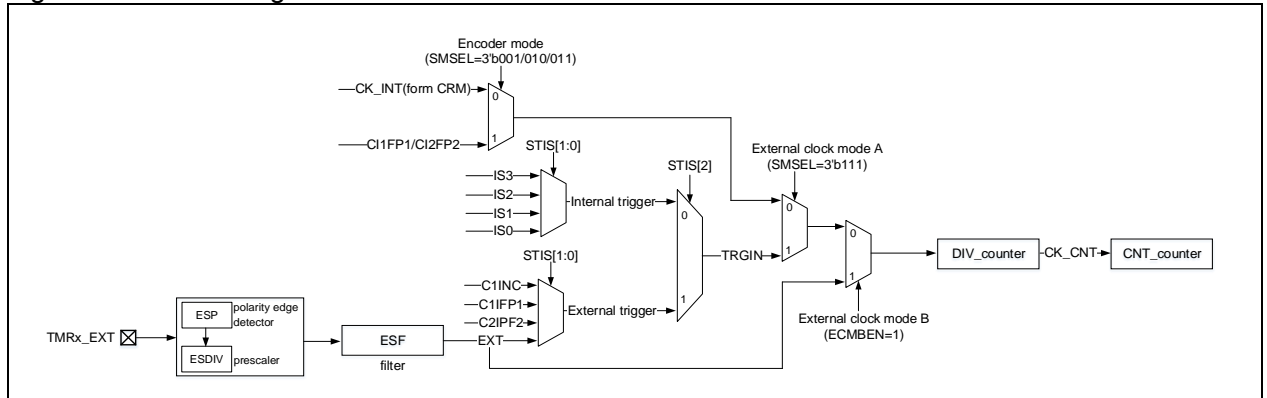 Encoder mode
(SMSEL=3'b001/010/011)
CK_INT(form CRM)
0
CI1FP1/CI2FP2
1
STIS[1:0]
External clock mode A
(SMSEL=3'b111)
STIS[2]
IS3
IS2
IS1
IS0
Internal trigger
0
0
0
STIS[1:0]
TRGIN
1
DIV_counter
CK_CNT
CNT_counter
1
C1INC
C1IFP1
C2IPF2
EXT
External trigger
1
External clock mode B
(ECMBEN=1)
TMRx_EXT
ESP
polarity edge
detector
ESDIV
prescaler
ESF
filter